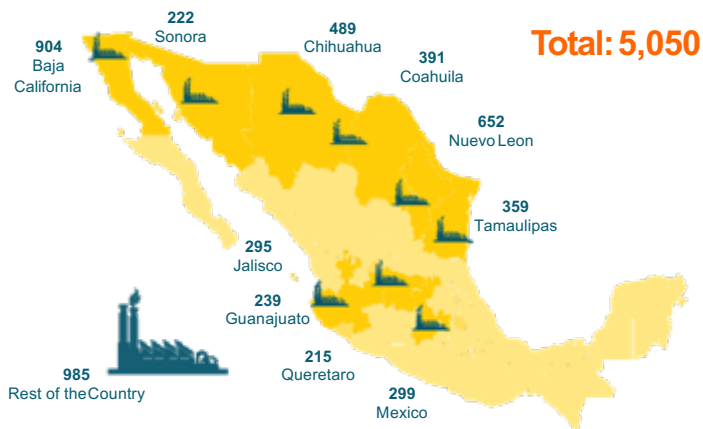 222
Sonora
489
Chihuahua
Total: 5,050
904
Baja
California
391
Coahuila
652
Nuevo Leon
359
Tamaulipas
295
Jalisco
239
Guanajuato
215
Queretaro
299
Mexico
985
Rest of the Country